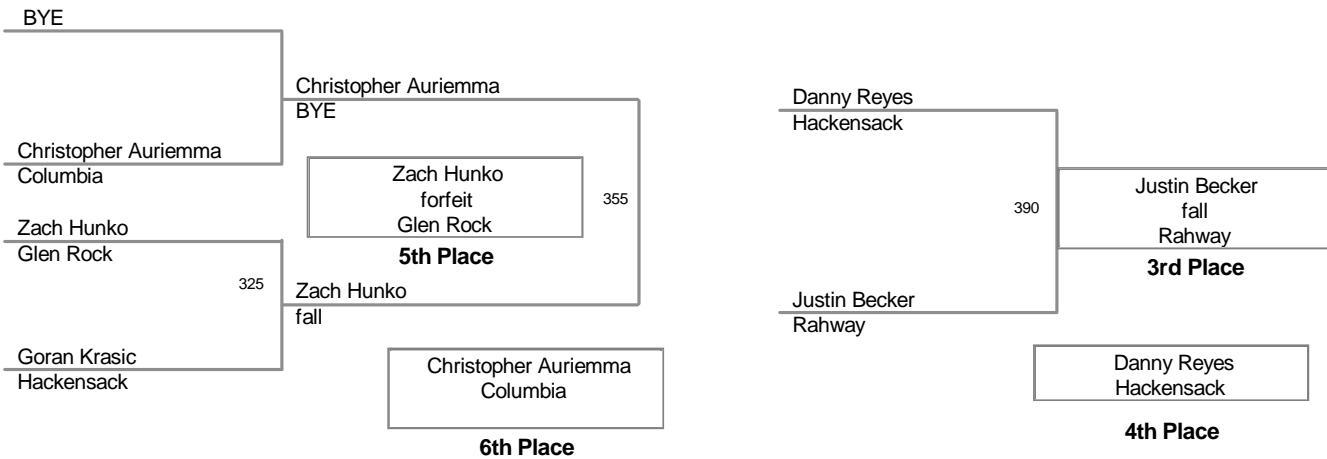 BYE
Christopher Auriemma
BYE
Christopher Auriemma
Columbia
Zach Hunko
forfeit
Glen Rock
5th Place
355
Zach Hunko
Glen Rock
325
Zach Hunko
fall
Goran Krasic
Hackensack
Christopher Auriemma
Columbia
6th Place
Danny Reyes
Hackensack
390
Justin Becker
fall
Rahway
3rd Place
Justin Becker
Rahway
Danny Reyes
Hackensack
4th Place